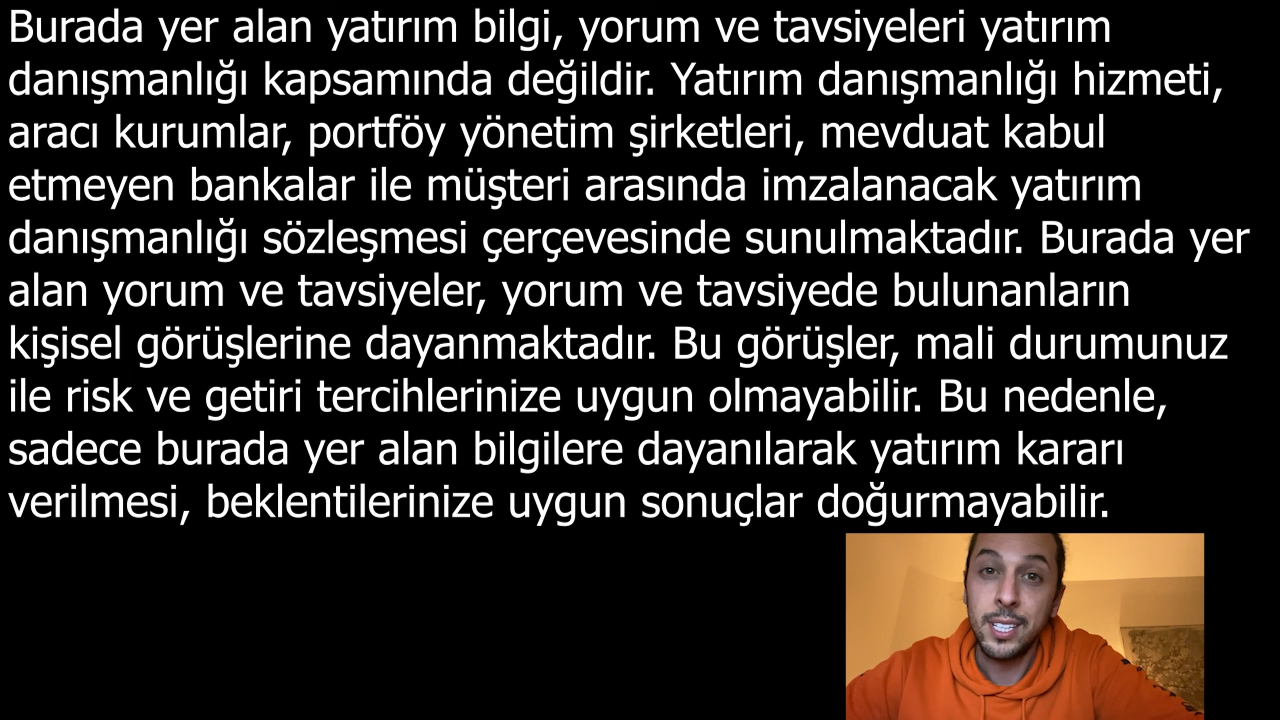 Burada yer alan yatırım bilgi, yorum ve tavsiyeleri yatırım
danışmanlığı kapsamında değildir. Yatırım danışmanlığı hizmeti,
aracı kurumlar, portföy yönetim şirketleri, mevduat kabul
etmeyen bankalar ile müşteri arasında imzalanacak yatırım
danışmanlığı sözleşmesi çerçevesinde sunulmaktadır. Burada yer
alan yorum ve tavsiyeler, yorum ve tavsiyede bulunanların
kişisel görüşlerine dayanmaktadır. Bu görüşler, mali durumunuz
ile risk ve getiri tercihlerinize uygun olmayabilir. Bu nedenle,
sadece burada yer alan bilgilere dayanılarak yatırım kararı
verilmesi, beklentilerinize uygun sonuçlar doğurmayabilir.